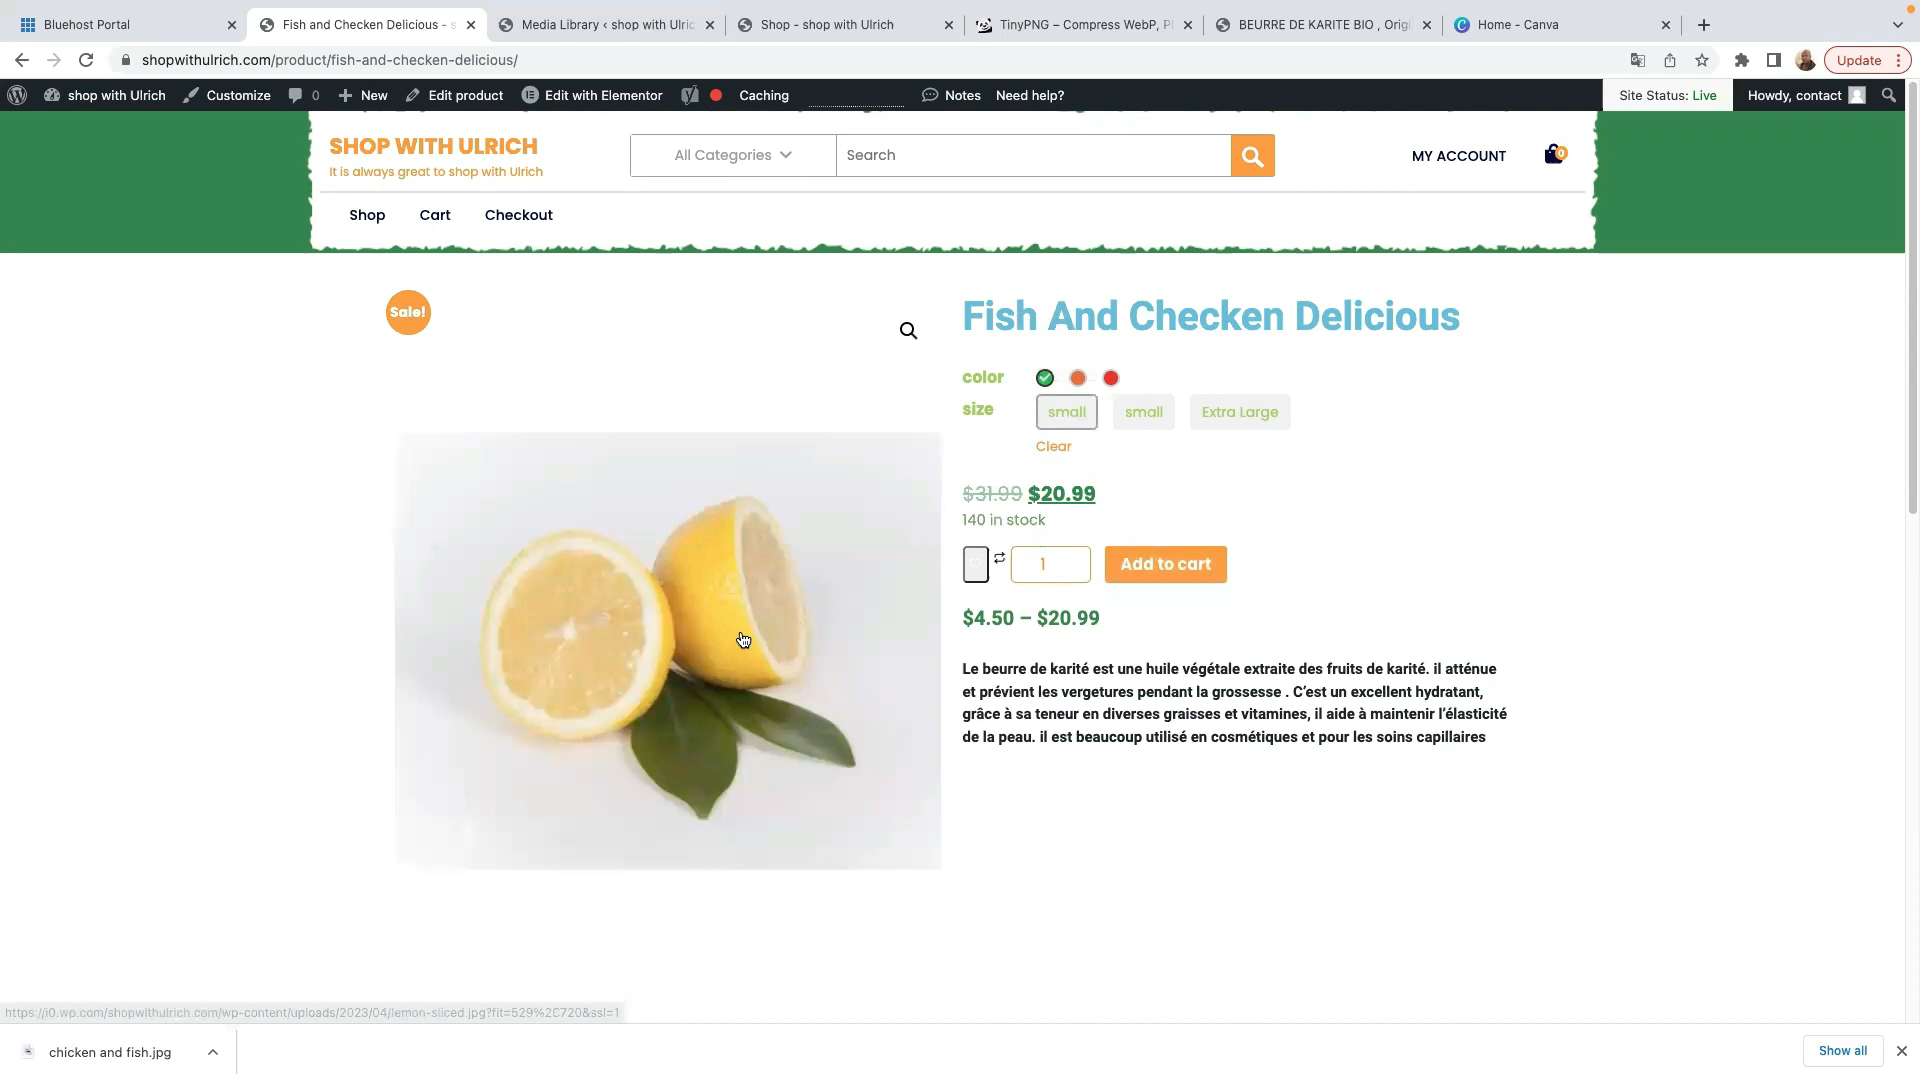 Bluehost Portal
Fish and Checken Delicious - s
Media Library ‹ shop with Ulric
Shop - shop with Ulrich
TinyPNG – Compress WebP, P
BEURRE DE KARITE BIO , Origi
Home - Canva
shopwithulrich.com/product/fish-and-checken-delicious/
Update
shop with Ulrich
Customize
0
New
Edit product
Edit with Elementor
Caching
Notes
Need help?
Site Status: Live
Howdy, contact
SHOP WITH ULRICH
It is always great to shop with Ulrich
All Categories
Search
MY ACCOUNT
0
Shop
Cart
Checkout
Sale!
Fish And Checken Delicious
color
size
small
small
Extra Large
Clear
$31.99 $20.99
140 in stock
1
Add to cart
$4.50 – $20.99
Le beurre de karité est une huile végétale extraite des fruits de karité. il atténue
et prévient les vergetures pendant la grossesse . C’est un excellent hydratant,
grâce à sa teneur en diverses graisses et vitamines, il aide à maintenir l’élasticité
de la peau. il est beaucoup utilisé en cosmétiques et pour les soins capillaires
https://i0.wp.com/shopwithulrich.com/wp-content/uploads/2023/04/lemon-sliced.jpg?fit=529%2C720&ssl=1
chicken and fish.jpg
Show all